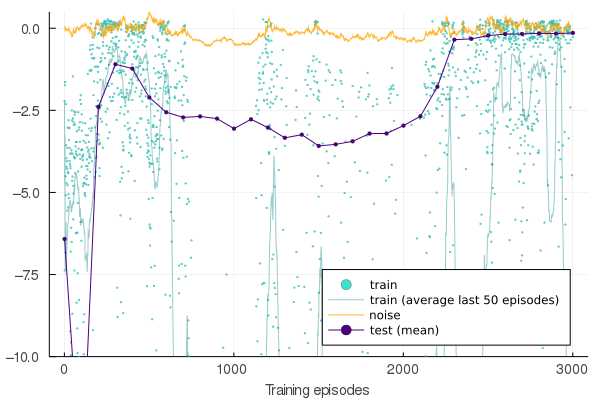 0.0
−2.5
−5.0
−7.5
−10.0
0
1000
2000
3000
Training episodes
train
train (average last 50 episodes)
noise
test (mean)